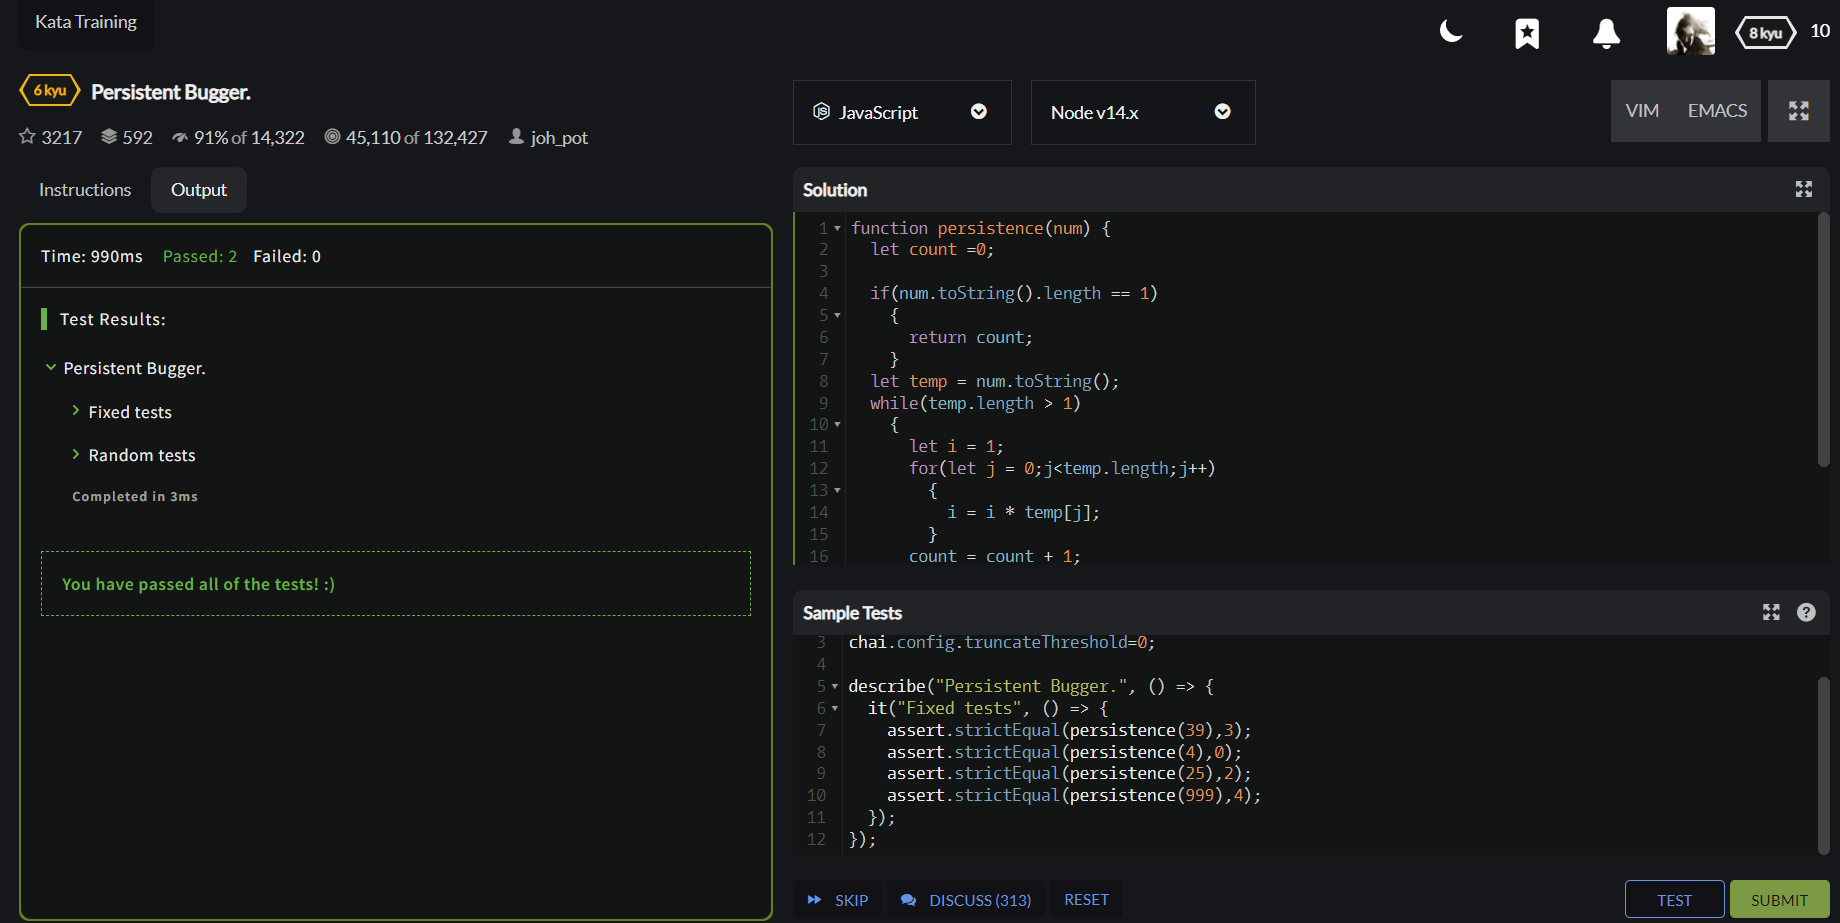 Kata Training
8 kyu
10
6 kyu
Persistent Bugger.
3217 592 91% of 14,322 45,110 of 132,427 joh_pot
JavaScript
Node v14.x
VIM EMACS
Instructions Output
Time: 990ms Passed: 2 Failed: 0
Test Results:
Persistent Bugger.
Fixed tests
Random tests
Completed in 3ms
You have passed all of the tests! :)
Solution
1 function persistence(num) {
2 let count =0;
3
4 if(num.toString().length == 1)
5 {
6 return count;
7 }
8 let temp = num.toString();
9 while(temp.length > 1)
10 {
11 let i = 1;
12 for(let j = 0;j<temp.length;j++)
13 {
14 i = i * temp[j];
15 }
16 count = count + 1;
Sample Tests
?
3 chai.config.truncateThreshold=0;
4
5 describe("Persistent Bugger.", () => {
6 it("Fixed tests", () => {
7 assert.strictEqual(persistence(39),3);
8 assert.strictEqual(persistence(4),0);
9 assert.strictEqual(persistence(25),2);
10 assert.strictEqual(persistence(999),4);
11 });
12 });
SKIP DISCUSS (313) RESET
TEST SUBMIT